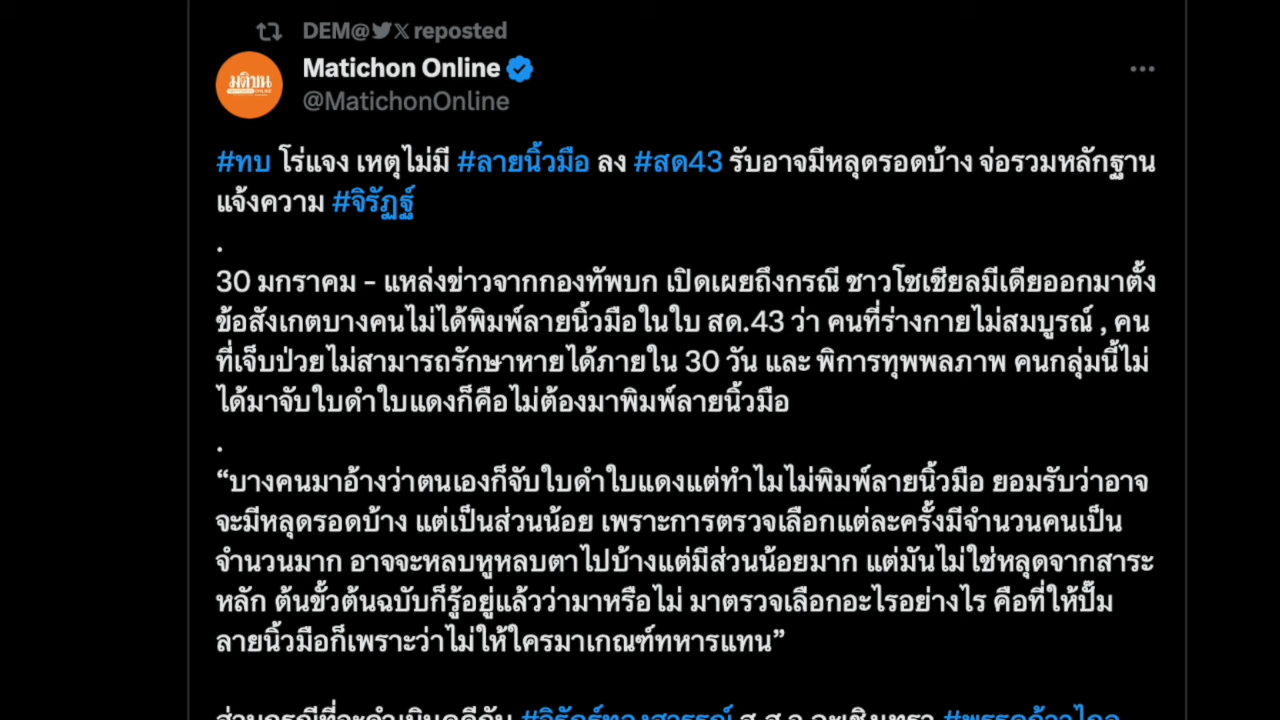 DEM@ reposted
Matichon Online
@MatichonOnline
มติชน
#ทบ โร่แจง เหตุไม่มี #ลายนิ้วมือ ลง #สด43 รับอาจมีหลุดรอดบ้าง จ่อรวมหลักฐาน
แจ้งความ #จิรัฏฐ์
.
30 มกราคม - แหล่งข่าวจากกองทัพบก เปิดเผยถึงกรณี ชาวโซเชียลมีเดียออกมาตั้ง
ข้อสังเกตบางคนไม่ได้พิมพ์ลายนิ้วมือในใบ สด.43 ว่า คนที่ร่างกายไม่สมบูรณ์ , คน
ที่เจ็บป่วยไม่สามารถรักษาหายได้ภายใน 30 วัน และ พิการทุพพลภาพ คนกลุ่มนี้ไม่
ได้มาจับใบดำใบแดงก็คือไม่ต้องมาพิมพ์ลายนิ้วมือ
.
“บางคนมาอ้างว่าตนเองก็จับใบดำใบแดงแต่ทำไมไม่พิมพ์ลายนิ้วมือ ยอมรับว่าอาจ
จะมีหลุดรอดบ้าง แต่เป็นส่วนน้อย เพราะการตรวจเลือกแต่ละครั้งมีจำนวนคนเป็น
จำนวนมาก อาจจะหลบหูหลบตาไปบ้างแต่มีส่วนน้อยมาก แต่มันไม่ใช่หลุดจากสาระ
หลัก ต้นขั้วต้นฉบับก็รู้อยู่แล้วว่ามาหรือไม่ มาตรวจเลือกอะไรอย่างไร คือที่ให้ปั๊ม
ลายนิ้วมือก็เพราะว่าไม่ให้ใครมาเกณฑ์ทหารแทน”